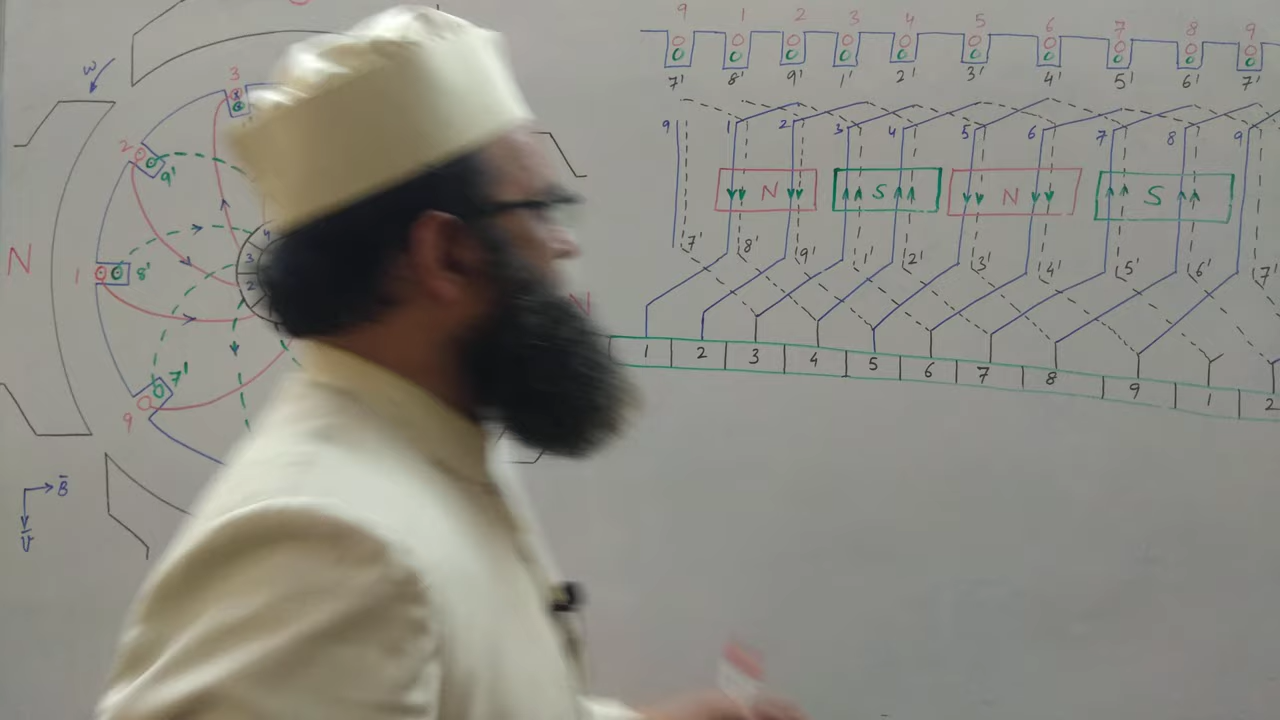 ω
3
2
9'
N
1
8'
4
3
2
7'
9
B̄
v̄
N
9 1 2 3 4 5 6 7 8 9
7' 8' 9' 1' 2' 3' 4' 5' 6' 7'
9 1 2 3 4 5 6 7 8 9
N S N S
7' 8' 9' 1' 2' 3' 4' 5' 6' 7'
1 2 3 4 5 6 7 8 9 1 2